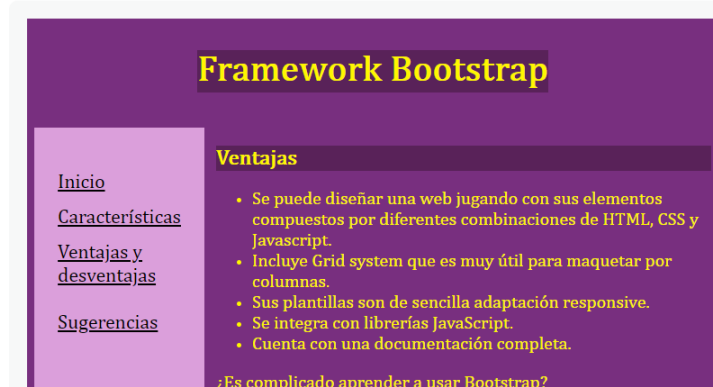 Framework Bootstrap
Inicio
Características
Ventajas y
desventajas
Sugerencias
Ventajas
• Se puede diseñar una web jugando con sus elementos
compuestos por diferentes combinaciones de HTML, CSS y
Javascript.
• Incluye Grid system que es muy útil para maquetar por
columnas.
• Sus plantillas son de sencilla adaptación responsive.
• Se integra con librerías JavaScript.
• Cuenta con una documentación completa.
¿Es complicado aprender a usar Bootstrap?